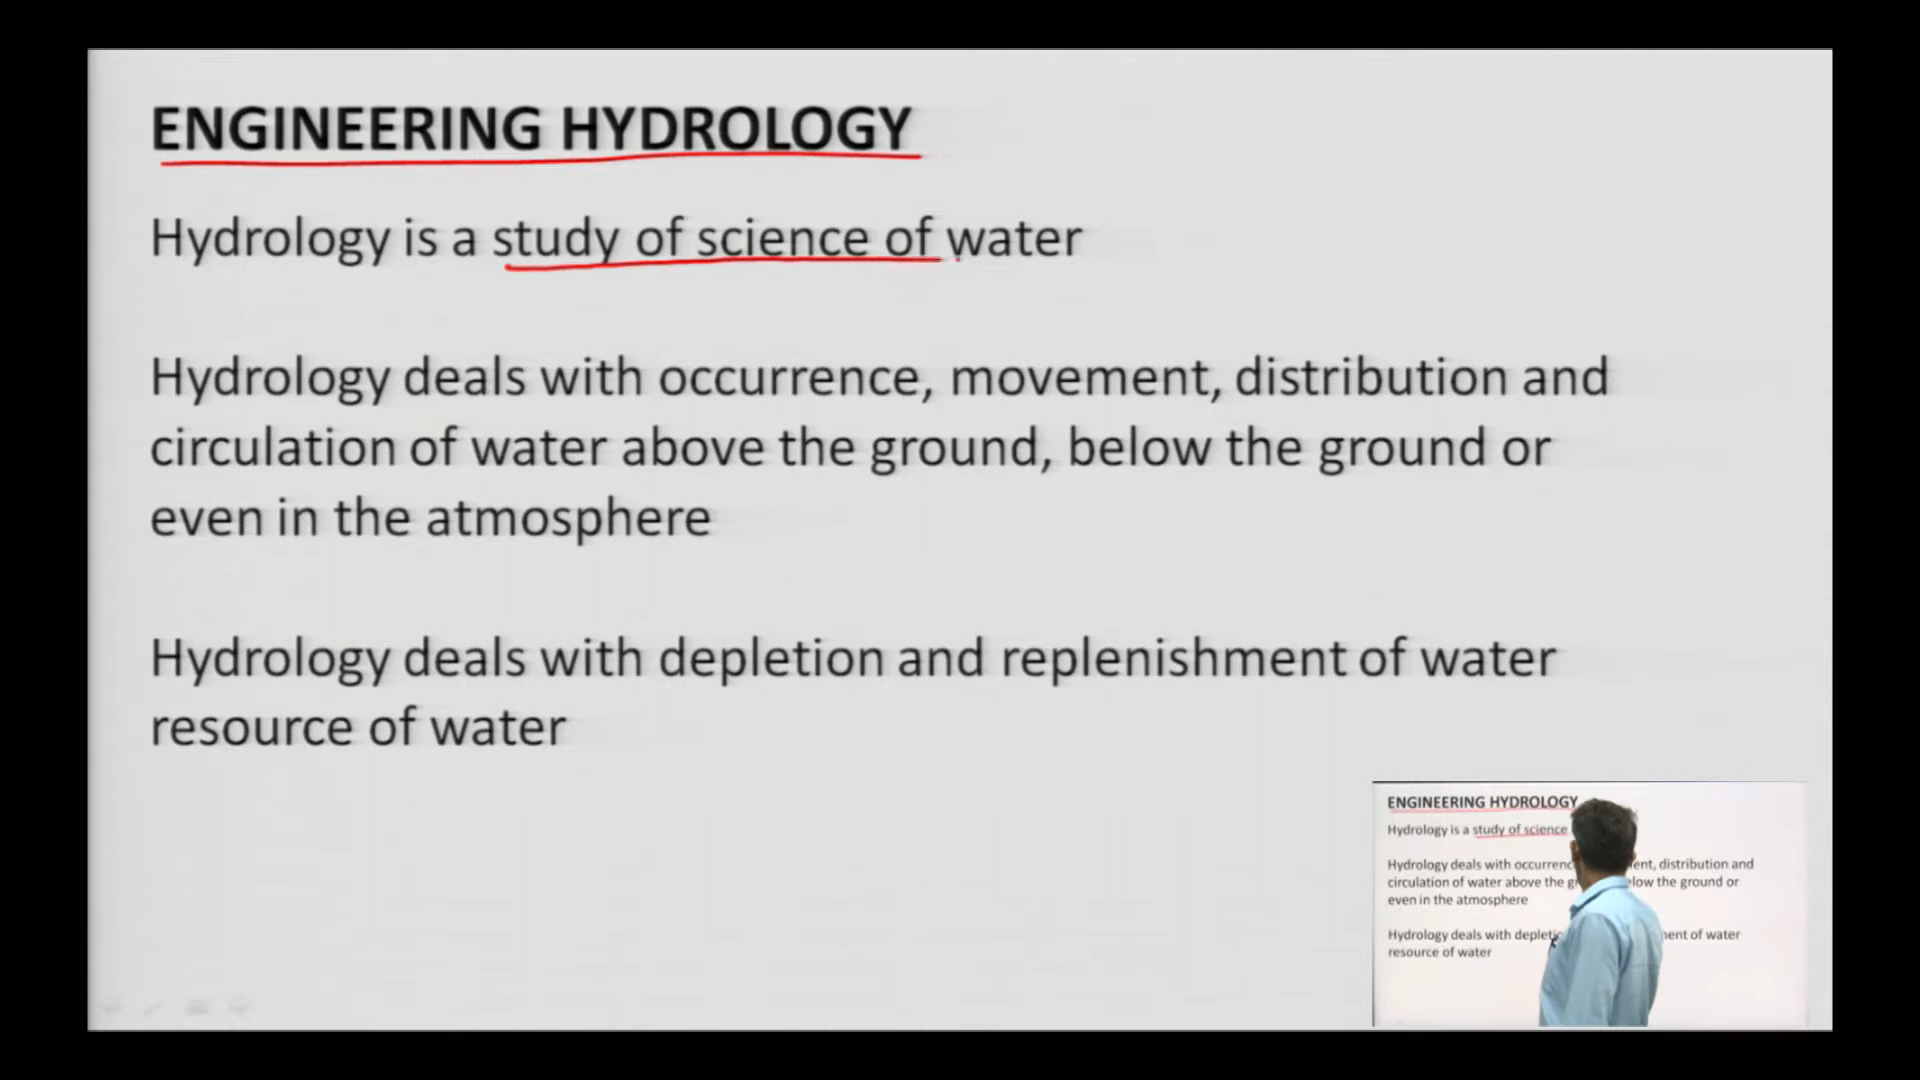 ENGINEERING HYDROLOGY
Hydrology is a study of science of water
Hydrology deals with occurrence, movement, distribution and
circulation of water above the ground, below the ground or
even in the atmosphere
Hydrology deals with depletion and replenishment of water
resource of water
ENGINEERING HYDROLOGY
Hydrology is a study of science
Hydrology deals with occurrenc ent, distribution and
circulation of water above the g elow the ground or
even in the atmosphere
Hydrology deals with depleti ment of water
resource of water